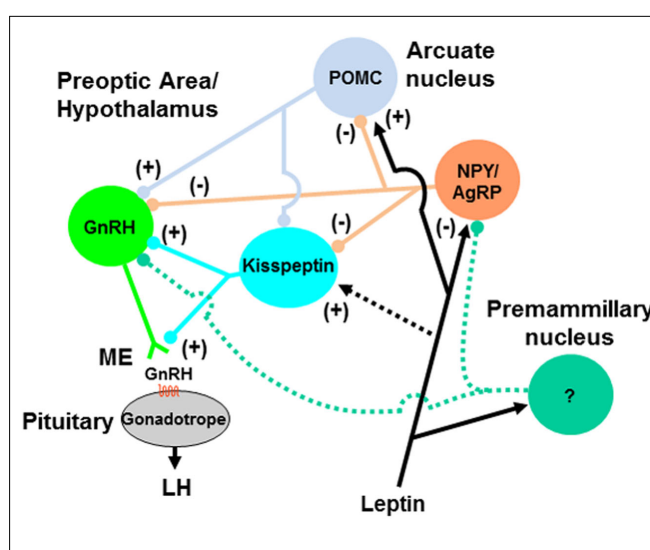 Arcuate
nucleus
Preoptic Area/
Hypothalamus
POMC
(-)
(+)
(+)
(-)
NPY/
AgRP
GnRH
(+)
(-)
(-)
Kisspeptin
(+)
Premammillary
nucleus
ME
(+)
GnRH
?
Pituitary
Gonadotrope
LH
Leptin